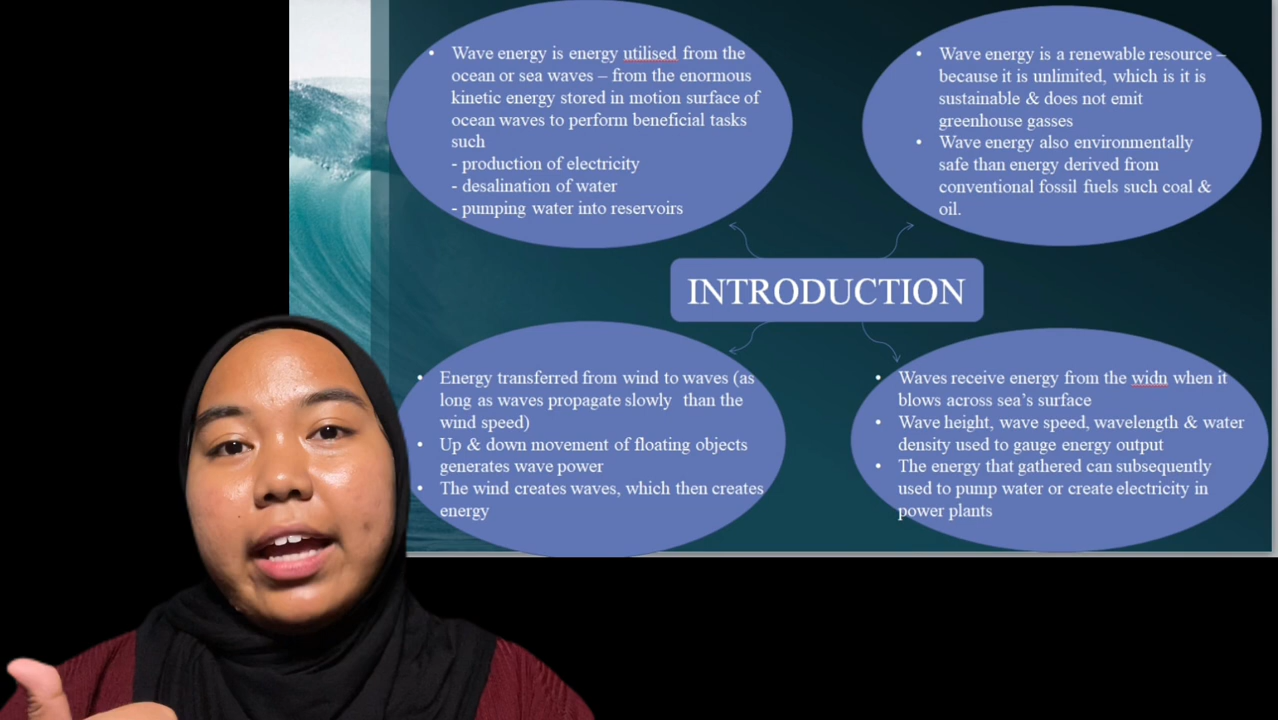 • Wave energy is energy utilised from the
ocean or sea waves – from the enormous
kinetic energy stored in motion surface of
ocean waves to perform beneficial tasks
such
- production of electricity
- desalination of water
- pumping water into reservoirs
• Wave energy is a renewable resource –
because it is unlimited, which is it is
sustainable & does not emit
greenhouse gasses
• Wave energy also environmentally
safe than energy derived from
conventional fossil fuels such coal &
oil.
INTRODUCTION
• Energy transferred from wind to waves (as
long as waves propagate slowly than the
wind speed)
• Up & down movement of floating objects
generates wave power
• The wind creates waves, which then creates
energy
• Waves receive energy from the widn when it
blows across sea's surface
• Wave height, wave speed, wavelength & water
density used to gauge energy output
• The energy that gathered can subsequently
used to pump water or create electricity in
power plants